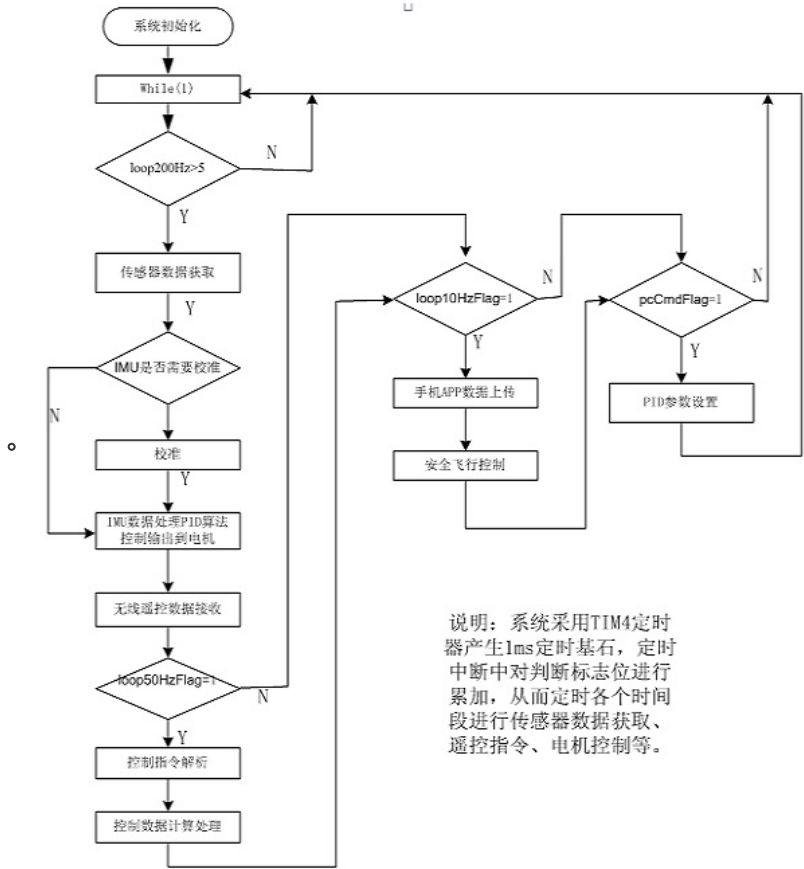 系统初始化
While(1)
loop200Hz>5
N
Y
传感器数据获取
Y
IMU是否需要校准
N
校准
Y
IMU数据处理PID算法
控制输出到电机
无线遥控数据接收
loop50HzFlag=1
N
Y
控制指令解析
控制数据计算处理
loop10HzFlag=1
N
Y
手机APP数据上传
安全飞行控制
pcCmdFlag=1
N
Y
PID参数设置
说明：系统采用TIM4定时
器产生1ms定时基石，定时
中断中对判断标志位进行
累加，从而定时各个时间
段进行传感器数据获取、
遥控指令、电机控制等。
。